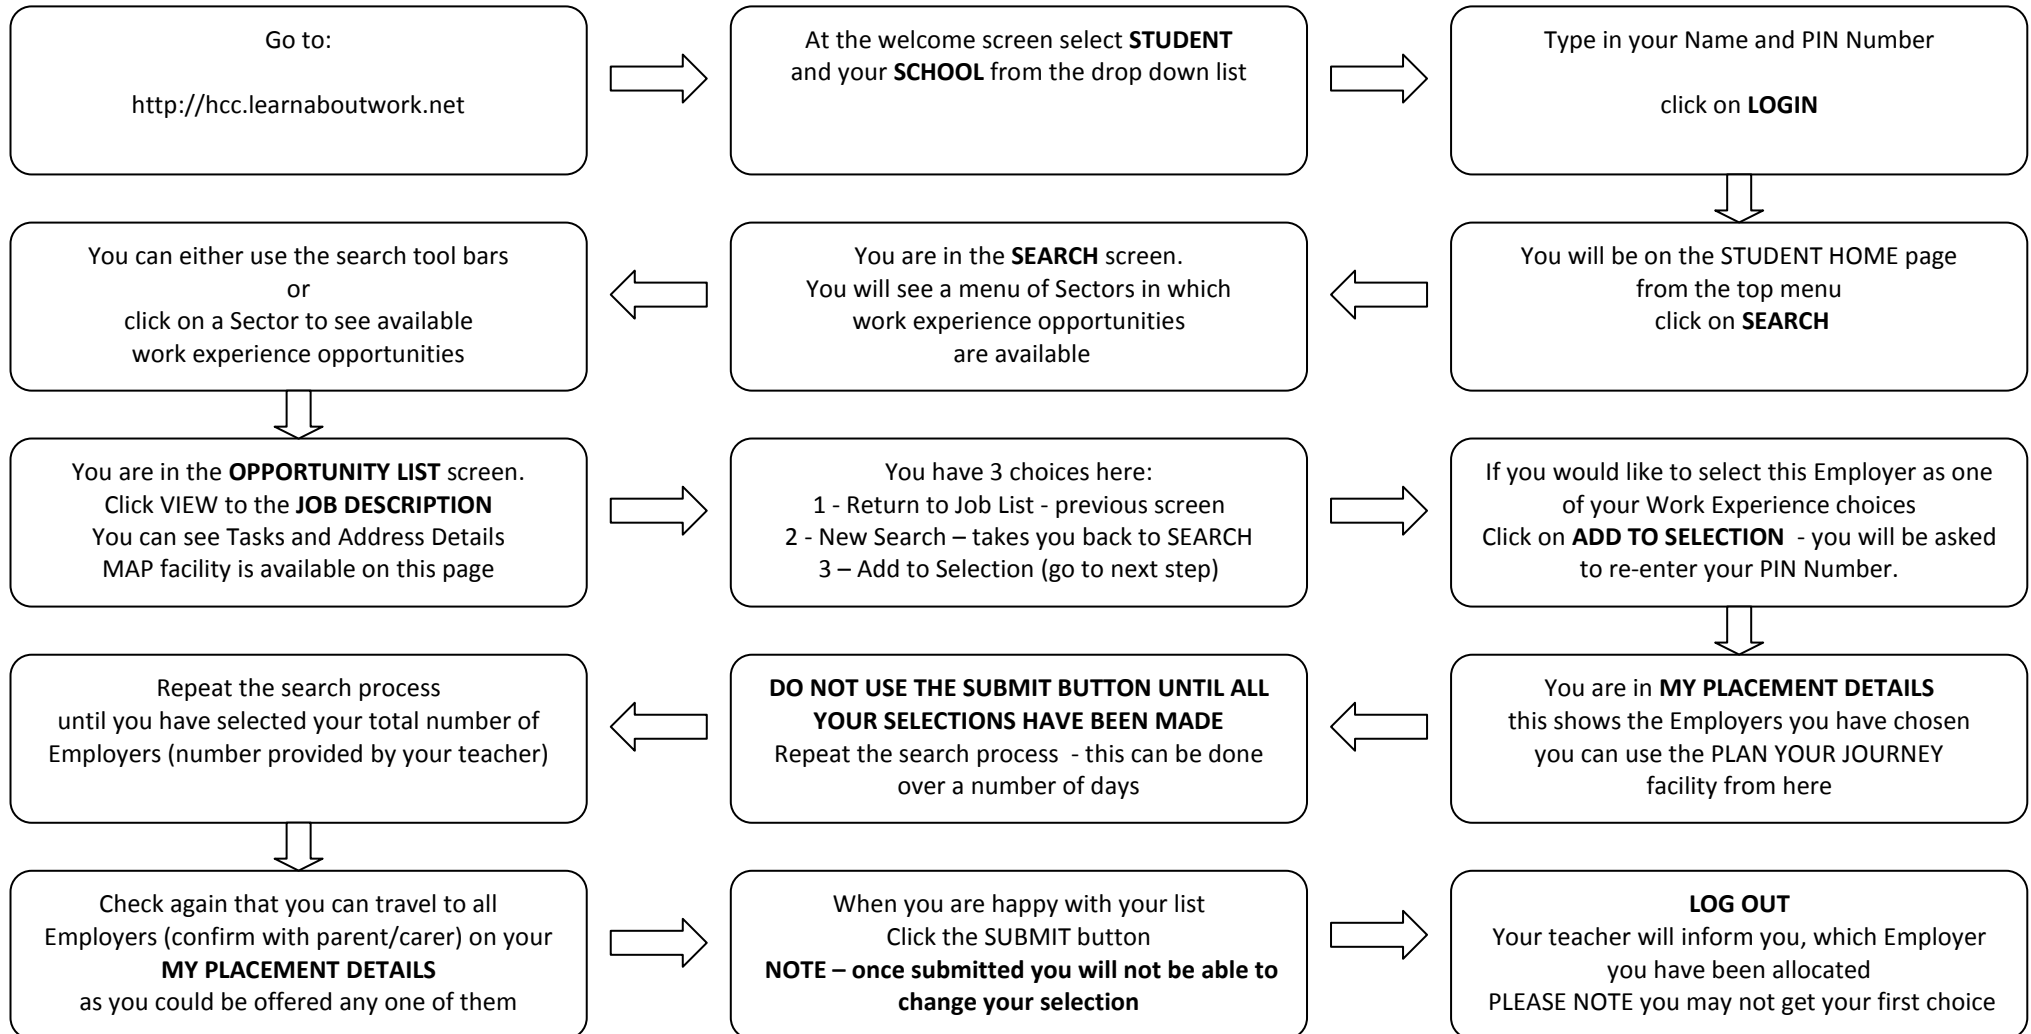 Go to:
http://hcc.learnaboutwork.net
At the welcome screen select STUDENT
and your SCHOOL from the drop down list
Type in your Name and PIN Number
click on LOGIN
You will be on the STUDENT HOME page
from the top menu
click on SEARCH
You are in the SEARCH screen.
You will see a menu of Sectors in which
work experience opportunities
are available
You can either use the search tool bars
or
click on a Sector to see available
work experience opportunities
You are in the OPPORTUNITY LIST screen.
Click VIEW to the JOB DESCRIPTION
You can see Tasks and Address Details
MAP facility is available on this page
You have 3 choices here:
1 - Return to Job List - previous screen
2 - New Search – takes you back to SEARCH
3 – Add to Selection (go to next step)
If you would like to select this Employer as one
of your Work Experience choices
Click on ADD TO SELECTION - you will be asked
to re-enter your PIN Number.
You are in MY PLACEMENT DETAILS
this shows the Employers you have chosen
you can use the PLAN YOUR JOURNEY
facility from here
DO NOT USE THE SUBMIT BUTTON UNTIL ALL
YOUR SELECTIONS HAVE BEEN MADE
Repeat the search process - this can be done
over a number of days
Repeat the search process
until you have selected your total number of
Employers (number provided by your teacher)
Check again that you can travel to all
Employers (confirm with parent/carer) on your
MY PLACEMENT DETAILS
as you could be offered any one of them
When you are happy with your list
Click the SUBMIT button
NOTE – once submitted you will not be able to
change your selection
LOG OUT
Your teacher will inform you, which Employer
you have been allocated
PLEASE NOTE you may not get your first choice